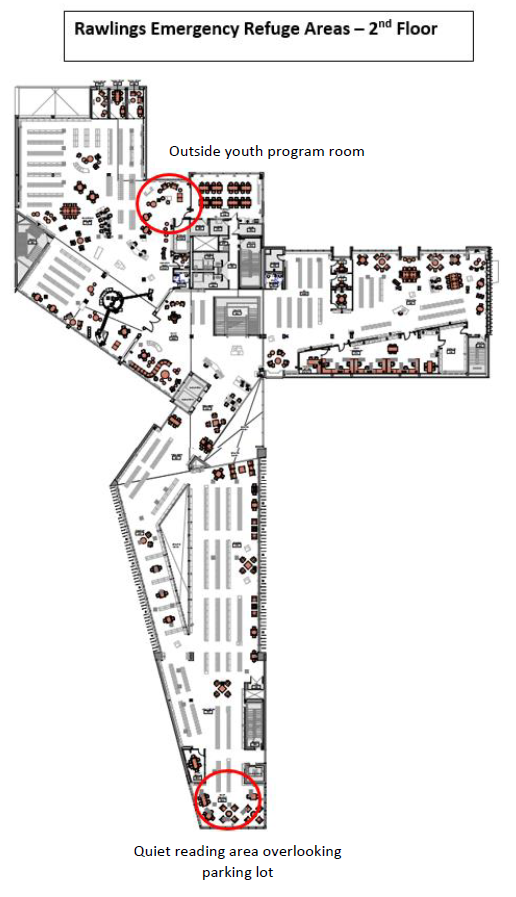 Rawlings Emergency Refuge Areas – 2nd Floor
Outside youth program room
Quiet reading area overlooking
parking lot